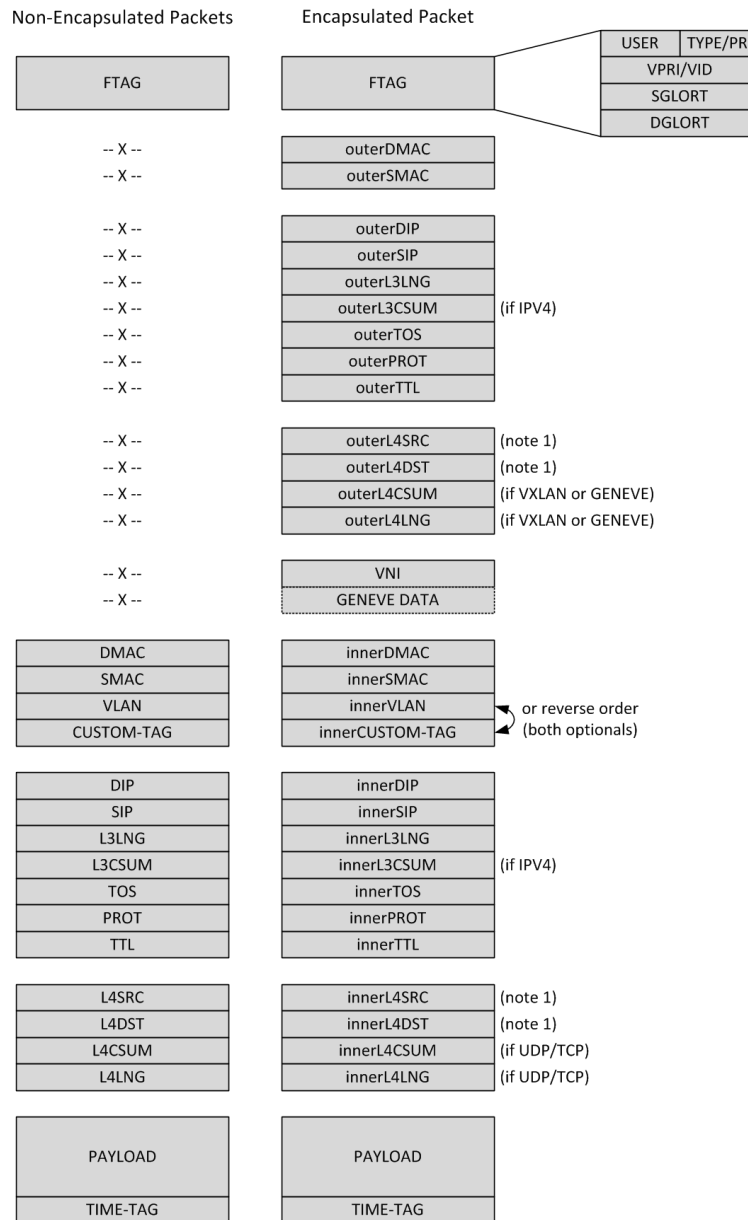 Non-Encapsulated Packets Encapsulated Packet
USER TYPE/PR
FTAG FTAG VPRI/VID
SGLORT
DGLORT
-- X -- outerDMAC
-- X -- outerSMAC
-- X -- outerDIP
-- X -- outerSIP
-- X -- outerL3LNG
-- X -- outerL3CSUM (if IPV4)
-- X -- outerTOS
-- X -- outerPROT
-- X -- outerTTL
-- X -- outerL4SRC (note 1)
-- X -- outerL4DST (note 1)
-- X -- outerL4CSUM (if VXLAN or GENEVE)
-- X -- outerL4LNG (if VXLAN or GENEVE)
-- X -- VNI
-- X -- GENEVE DATA
DMAC innerDMAC
SMAC innerSMAC
VLAN innerVLAN or reverse order
CUSTOM-TAG innerCUSTOM-TAG (both optionals)
DIP innerDIP
SIP innerSIP
L3LNG innerL3LNG
L3CSUM innerL3CSUM (if IPV4)
TOS innerTOS
PROT innerPROT
TTL innerTTL
L4SRC innerL4SRC (note 1)
L4DST innerL4DST (note 1)
L4CSUM innerL4CSUM (if UDP/TCP)
L4LNG innerL4LNG (if UDP/TCP)
PAYLOAD PAYLOAD
TIME-TAG TIME-TAG